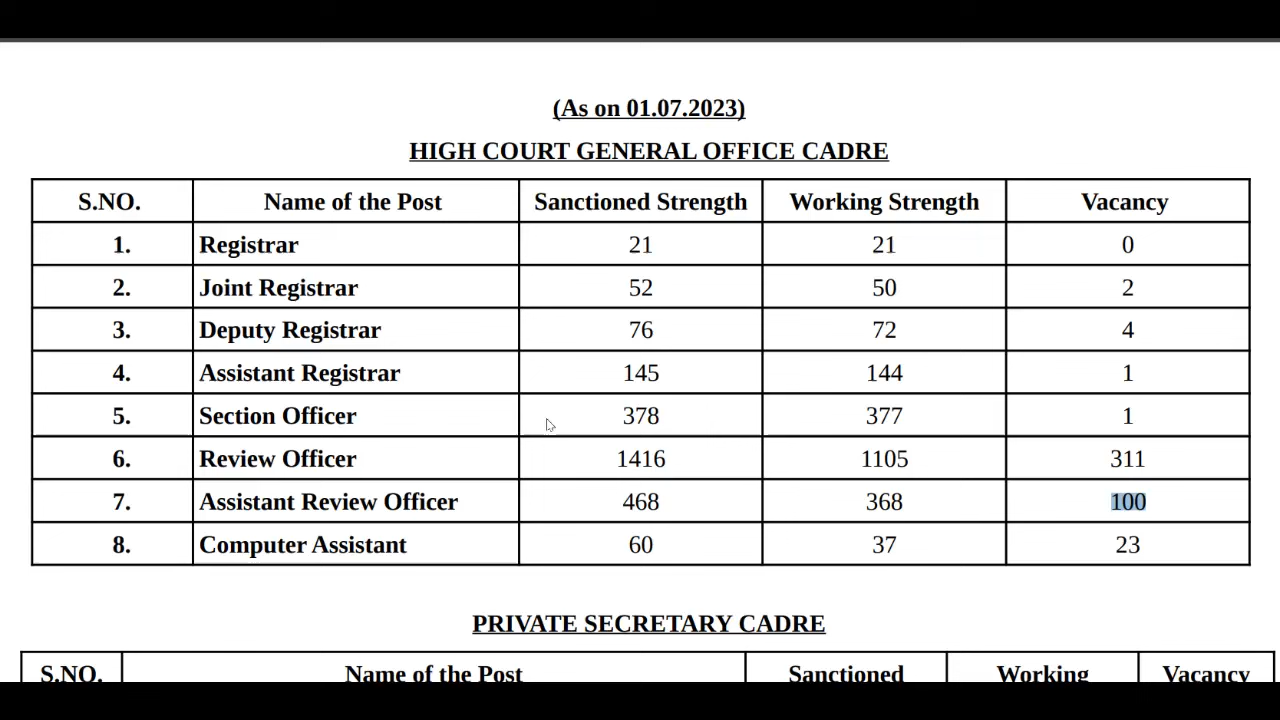 (As on 01.07.2023)
HIGH COURT GENERAL OFFICE CADRE
S.NO. Name of the Post Sanctioned Strength Working Strength Vacancy
1. Registrar 21 21 0
2. Joint Registrar 52 50 2
3. Deputy Registrar 76 72 4
4. Assistant Registrar 145 144 1
5. Section Officer 378 377 1
6. Review Officer 1416 1105 311
7. Assistant Review Officer 468 368 100
8. Computer Assistant 60 37 23
PRIVATE SECRETARY CADRE
S.NO. Name of the Post Sanctioned Working Vacancy